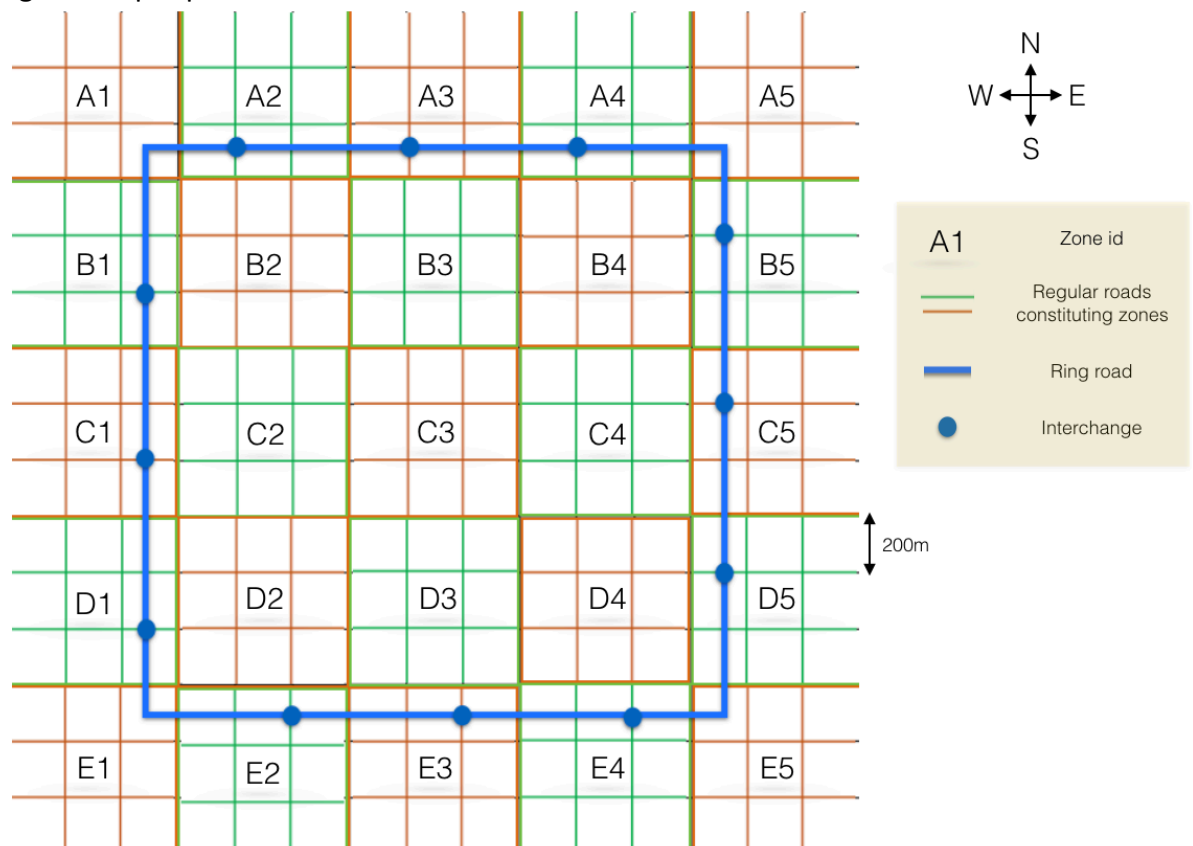 A1 A2 A3 A4 A5
B1 B2 B3 B4 B5
C1 C2 C3 C4 C5
D1 D2 D3 D4 D5
E1 E2 E3 E4 E5
N
W E
S
A1 Zone id
Regular roads
constituting zones
Ring road
Interchange
200m